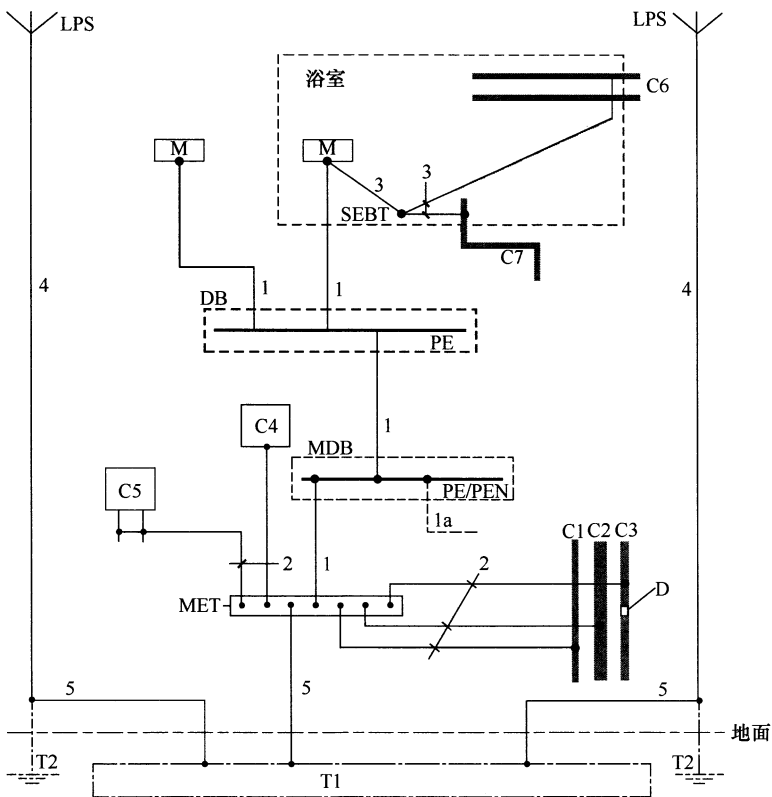 LPS
LPS
浴室
C6
M
M
3
3
SEBT
C7
4
4
1
1
DB
PE
C4
1
MDB
C5
PE/PEN
1a
C1
C2
C3
2
1
2
MET
D
5
5
5
地面
T2
T2
T1